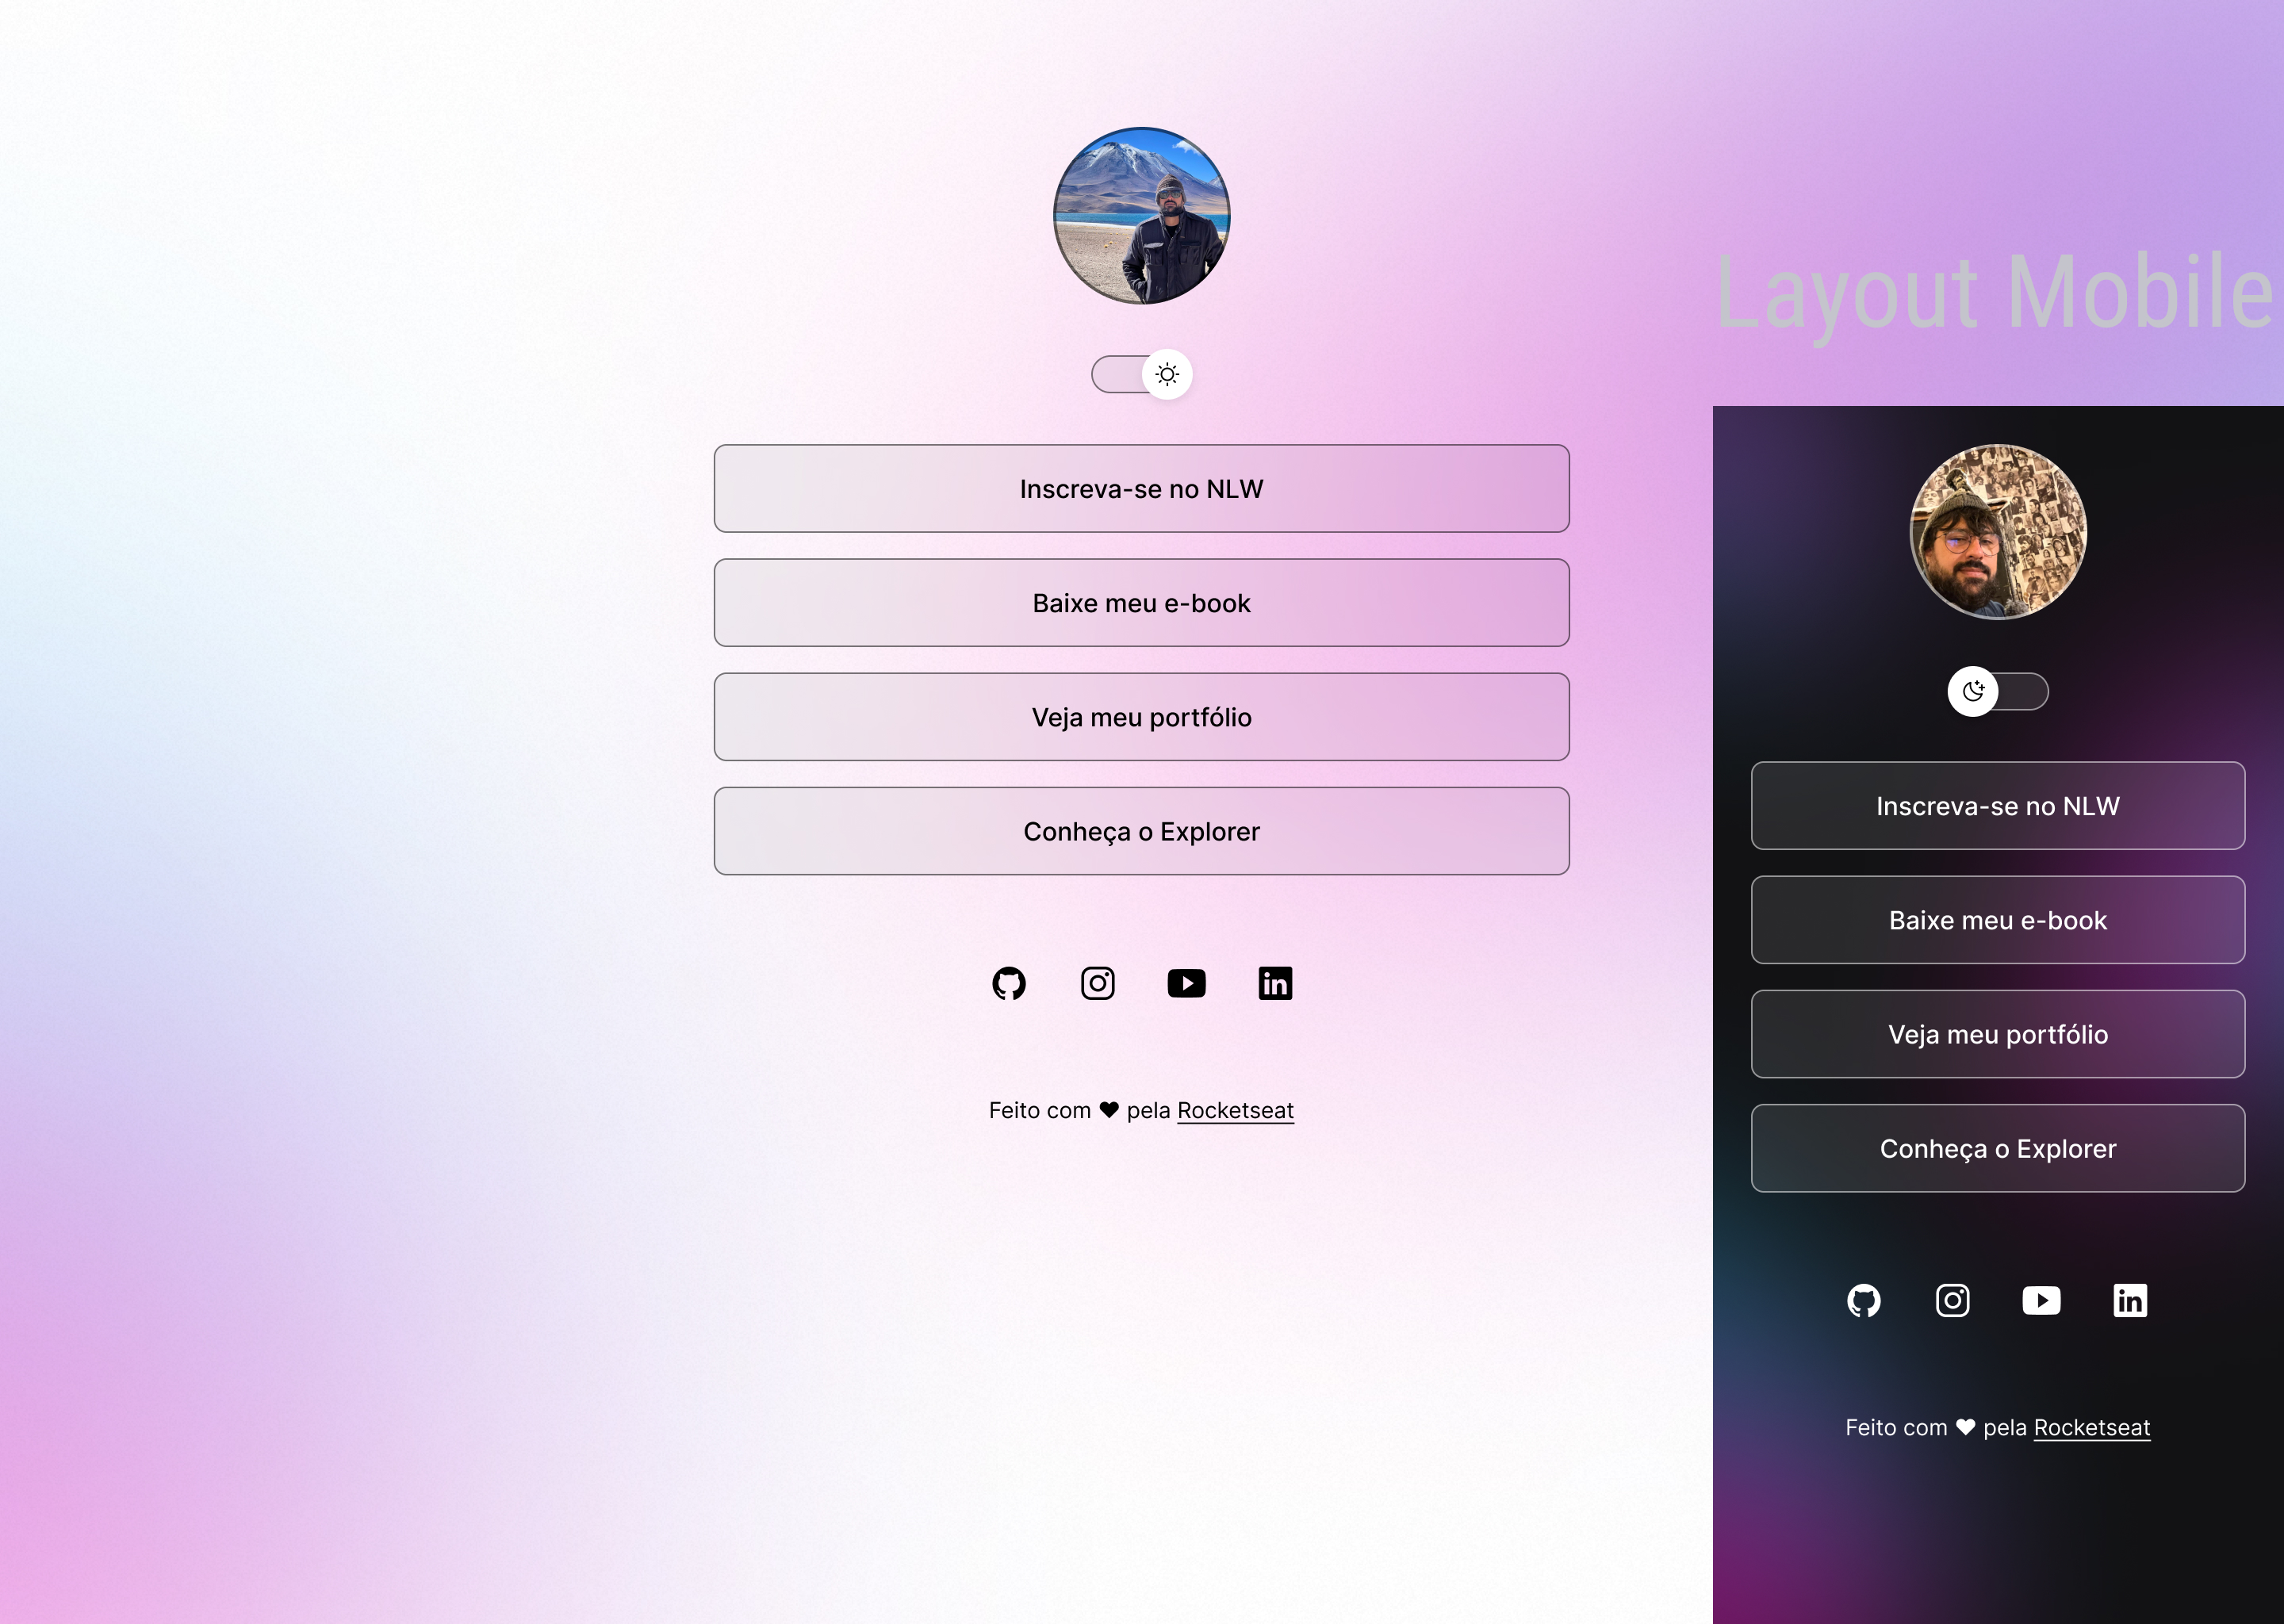 Inscreva-se no NLW
Baixe meu e-book
Veja meu portfólio
Conheça o Explorer
Feito com ♥ pela Rocketseat
Layout Mobile
Inscreva-se no NLW
Baixe meu e-book
Veja meu portfólio
Conheça o Explorer
Feito com ♥ pela Rocketseat